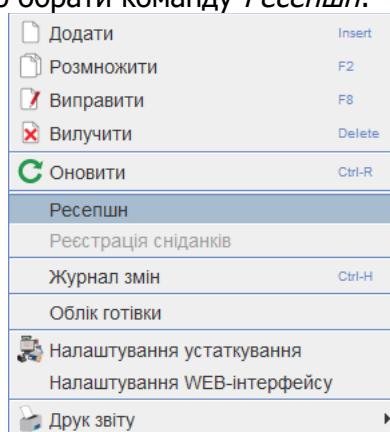 обрати команду Ресепшн.
Додати Insert
Розмножити F2
Виправити F8
Вилучити Delete
Оновити Ctrl-R
Ресепшн
Реєстрація сніданків
Журнал змін Ctrl-H
Облік готівки
Налаштування устаткування
Налаштування WEB-інтерфейсу
Друк звіту